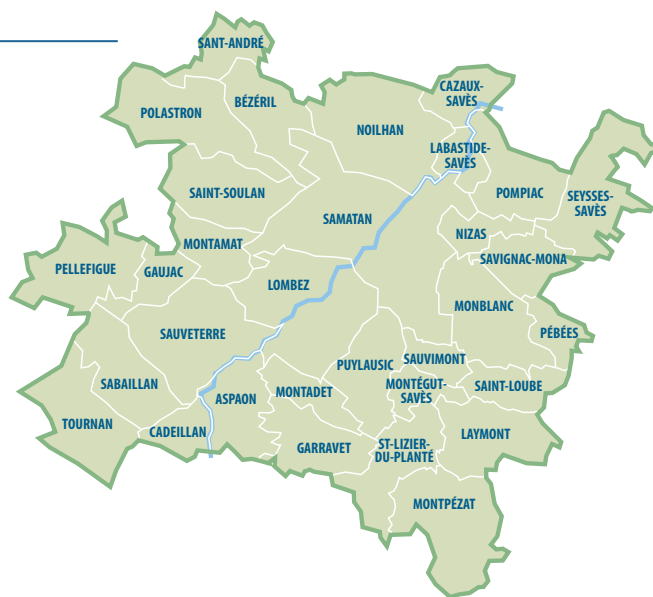 SANT-ANDRÉ
CAZAUX-
SAVÈS
BÉZÉRIL
POLASTRON
NOILHAN
LABASTIDE-
SAVÈS
SAINT-SOULAN
POMPIAC
SEYSSES-
SAVÈS
SAMATAN
NIZAS
MONTAMAT
SAVIGNAC-MONA
PELLEFIGUE
GAUJAC
LOMBEZ
MONBLANC
SAUVETERRE
PÉBÉES
SAUVIMONT
PUYLAUSIC
SABAILLAN
MONTÉGUT-
SAVÈS
SAINT-LOUBE
MONTADET
ASPAON
TOURNAN
CADEILLAN
LAYMONT
GARRAVET
ST-LIZIER-
DU-PLANTÉ
MONTPÉZAT